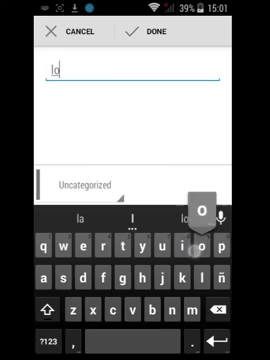 39% 15:01
CANCEL DONE
lo
Uncategorized
o
la l lo
q w e r t y u i o p
a s d f g h j k l ñ
z x c v b n m
?123 , .